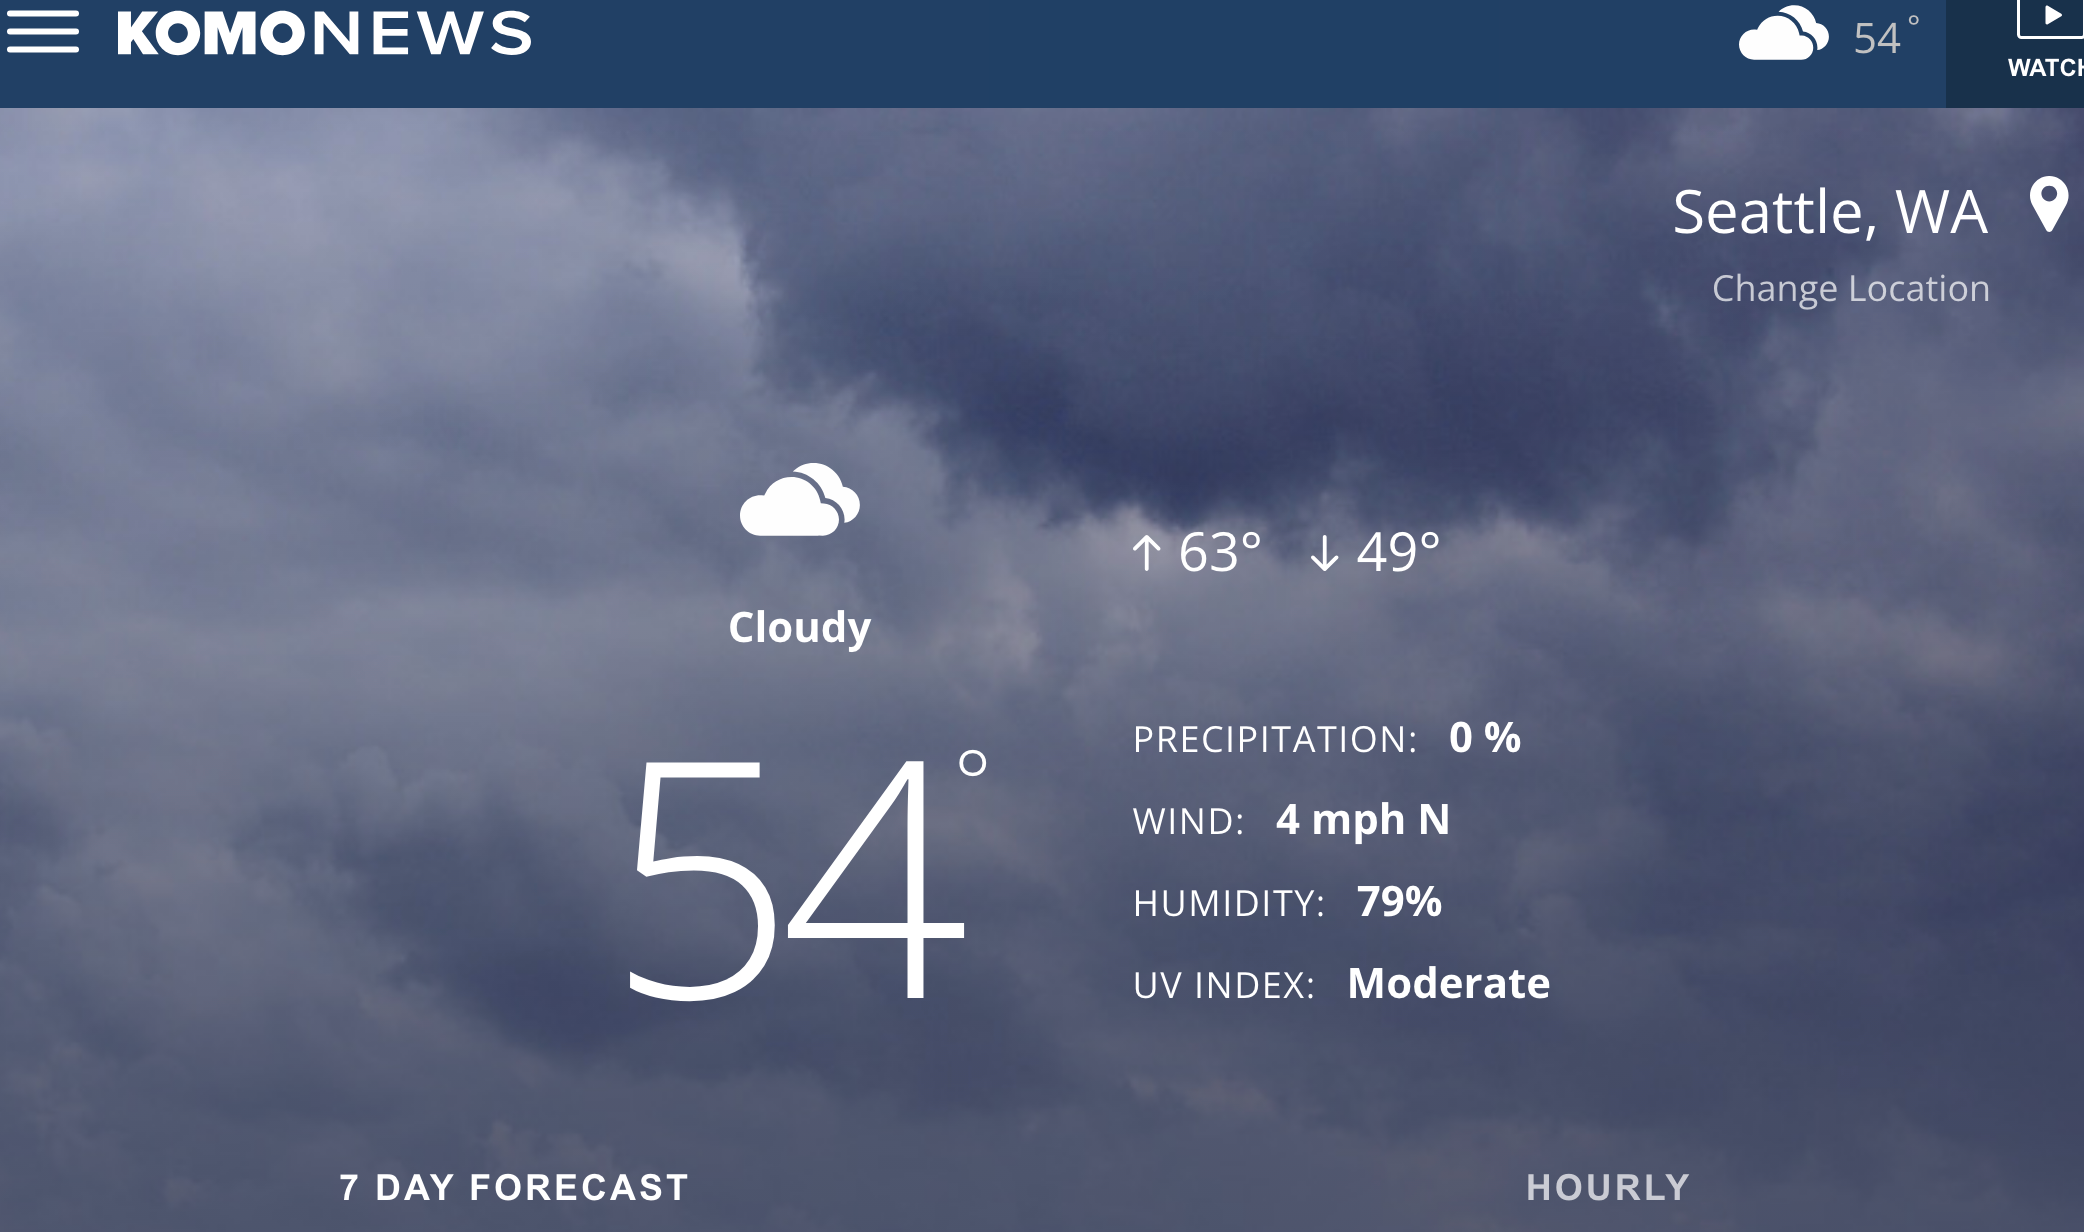 KOMONEWS
54°
WATCH
Seattle, WA
Change Location
↑ 63° ↓ 49°
Cloudy
54°
PRECIPITATION: 0 %
WIND: 4 mph N
HUMIDITY: 79%
UV INDEX: Moderate
7 DAY FORECAST
HOURLY